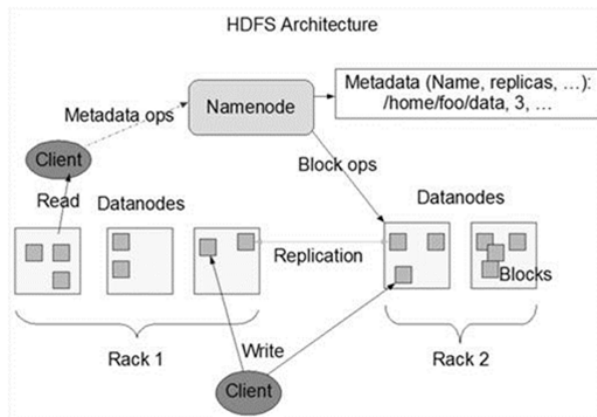 HDFS Architecture
Metadata (Name, replicas, …):
/home/foo/data, 3, …
Namenode
Metadata ops
Client
Block ops
Read
Datanodes
Datanodes
Replication
Blocks
Rack 1
Write
Rack 2
Client